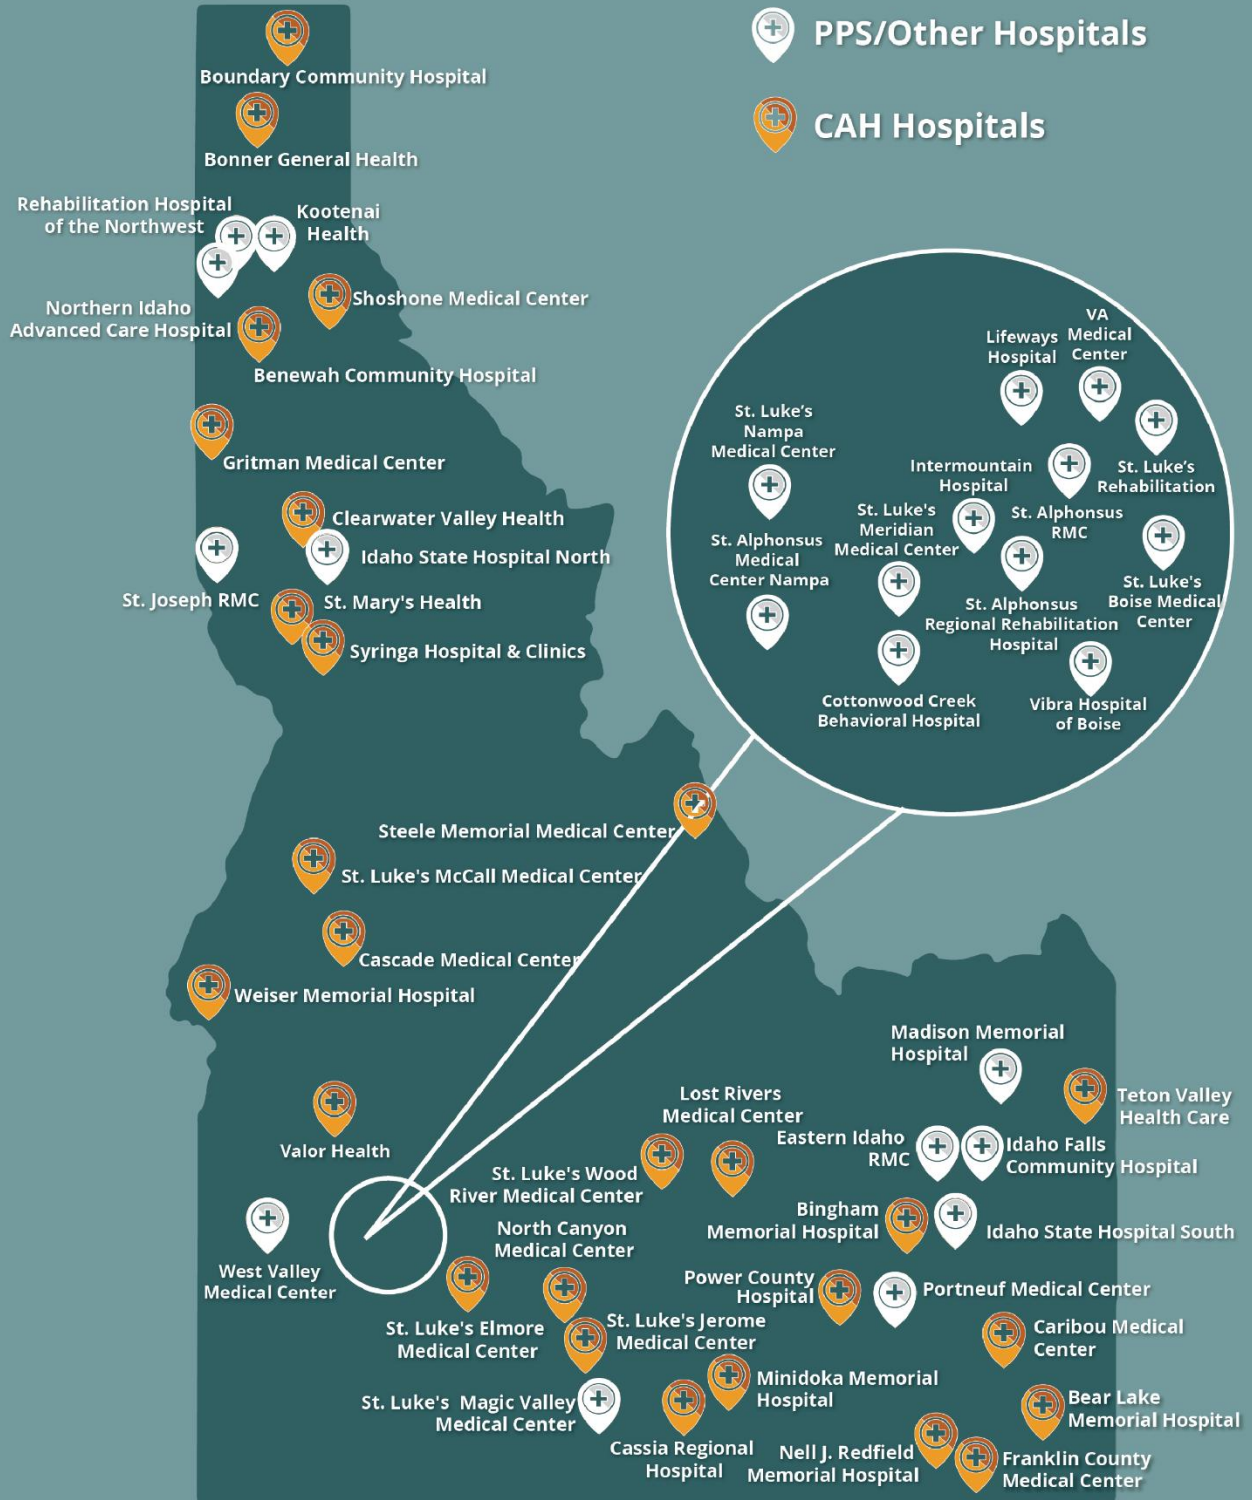 PPS/Other Hospitals
CAH Hospitals
Boundary Community Hospital
Bonner General Health
Rehabilitation Hospital
of the Northwest
Kootenai
Health
Northern Idaho
Advanced Care Hospital
Shoshone Medical Center
Benewah Community Hospital
Gritman Medical Center
Clearwater Valley Health
Idaho State Hospital North
St. Joseph RMC
St. Mary's Health
Syringa Hospital & Clinics
Lifeways
Hospital
VA
Medical
Center
St. Luke's
Nampa
Medical Center
Intermountain
Hospital
St. Luke's
Rehabilitation
St. Luke's
Meridian
Medical Center
St. Alphonsus
RMC
St. Alphonsus
Medical
Center Nampa
St. Luke's
Boise Medical
Center
St. Alphonsus
Regional Rehabilitation
Hospital
Cottonwood Creek
Behavioral Hospital
Vibra Hospital
of Boise
Steele Memorial Medical Center
St. Luke's McCall Medical Center
Cascade Medical Center
Weiser Memorial Hospital
Madison Memorial
Hospital
Teton Valley
Health Care
Lost Rivers
Medical Center
Valor Health
Eastern Idaho
RMC
Idaho Falls
Community Hospital
St. Luke's Wood
River Medical Center
Bingham
Memorial Hospital
Idaho State Hospital South
North Canyon
Medical Center
West Valley
Medical Center
Power County
Hospital
Portneuf Medical Center
St. Luke's Elmore
Medical Center
St. Luke's Jerome
Medical Center
Caribou Medical
Center
Minidoka Memorial
Hospital
St. Luke's Magic Valley
Medical Center
Bear Lake
Memorial Hospital
Cassia Regional
Hospital
Nell J. Redfield
Memorial Hospital
Franklin County
Medical Center